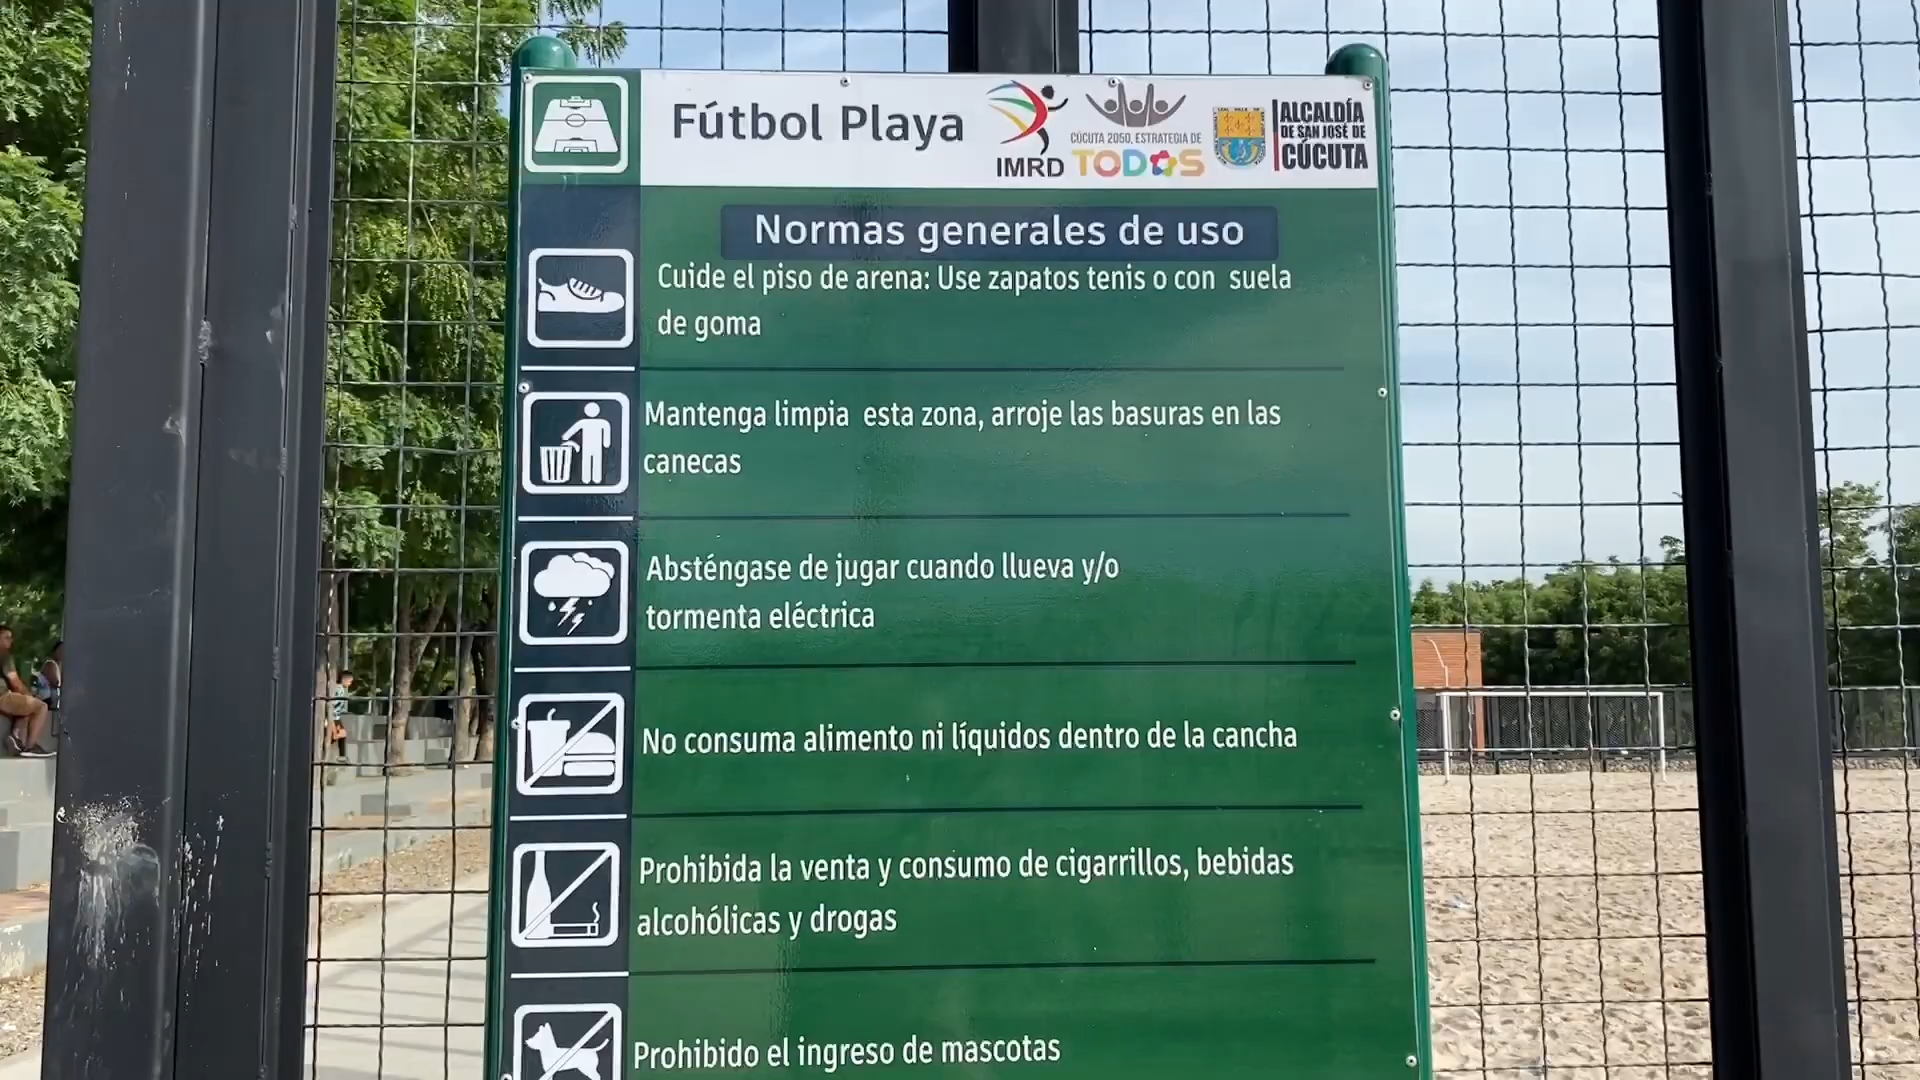 Fútbol Playa
IMRD
CÚCUTA 2050, ESTRATEGIA DE
TODOS
ALCALDÍA
DE SAN JOSÉ DE
CÚCUTA
Normas generales de uso
Cuide el piso de arena: Use zapatos tenis o con suela
de goma
Mantenga limpia esta zona, arroje las basuras en las
canecas
Absténgase de jugar cuando llueva y/o
tormenta eléctrica
No consuma alimento ni líquidos dentro de la cancha
Prohibida la venta y consumo de cigarrillos, bebidas
alcohólicas y drogas
Prohibido el ingreso de mascotas